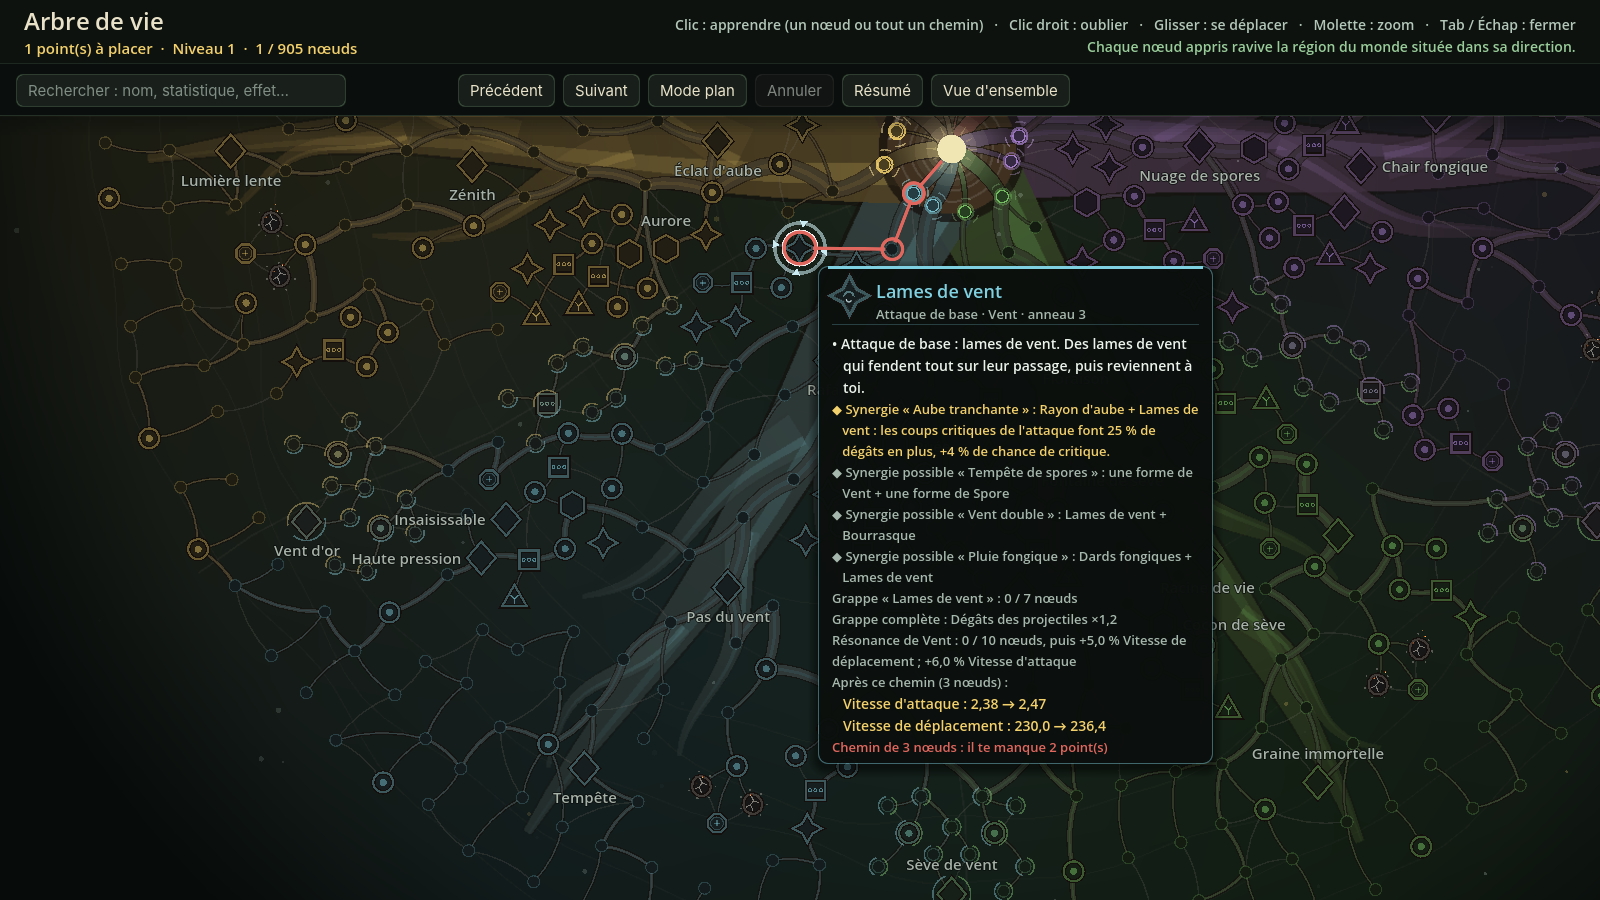 Arbre de vie
Clic : apprendre (un nœud ou tout un chemin) · Clic droit : oublier · Glisser : se déplacer · Molette : zoom · Tab / Échap : fermer
1 point(s) à placer · Niveau 1 · 1 / 905 nœuds
Chaque nœud appris ravive la région du monde située dans sa direction.
Rechercher : nom, statistique, effet...
Précédent
Suivant
Mode plan
Annuler
Résumé
Vue d'ensemble
Lumière lente
Zénith
Éclat d'aube
Nuage de spores
Chair fongique
Aurore
Lames de vent
Attaque de base · Vent · anneau 3
• Attaque de base : lames de vent. Des lames de vent
qui fendent tout sur leur passage, puis reviennent à
toi.
◆ Synergie « Aube tranchante » : Rayon d'aube + Lames de
vent : les coups critiques de l'attaque font 25 % de
dégâts en plus, +4 % de chance de critique.
◆ Synergie possible « Tempête de spores » : une forme de
Vent + une forme de Spore
◆ Synergie possible « Vent double » : Lames de vent +
Bourrasque
◆ Synergie possible « Pluie fongique » : Dards fongiques +
Lames de vent
Grappe « Lames de vent » : 0 / 7 nœuds
Grappe complète : Dégâts des projectiles ×1,2
Résonance de Vent : 0 / 10 nœuds, puis +5,0 % Vitesse de
déplacement ; +6,0 % Vitesse d'attaque
Après ce chemin (3 nœuds) :
Vitesse d'attaque : 2,38 → 2,47
Vitesse de déplacement : 230,0 → 236,4
Chemin de 3 nœuds : il te manque 2 point(s)
Insaisissable
Vent d'or
Haute pression
Pas du vent
de vie
on de sève
Graine immortelle
Tempête
Sève de vent